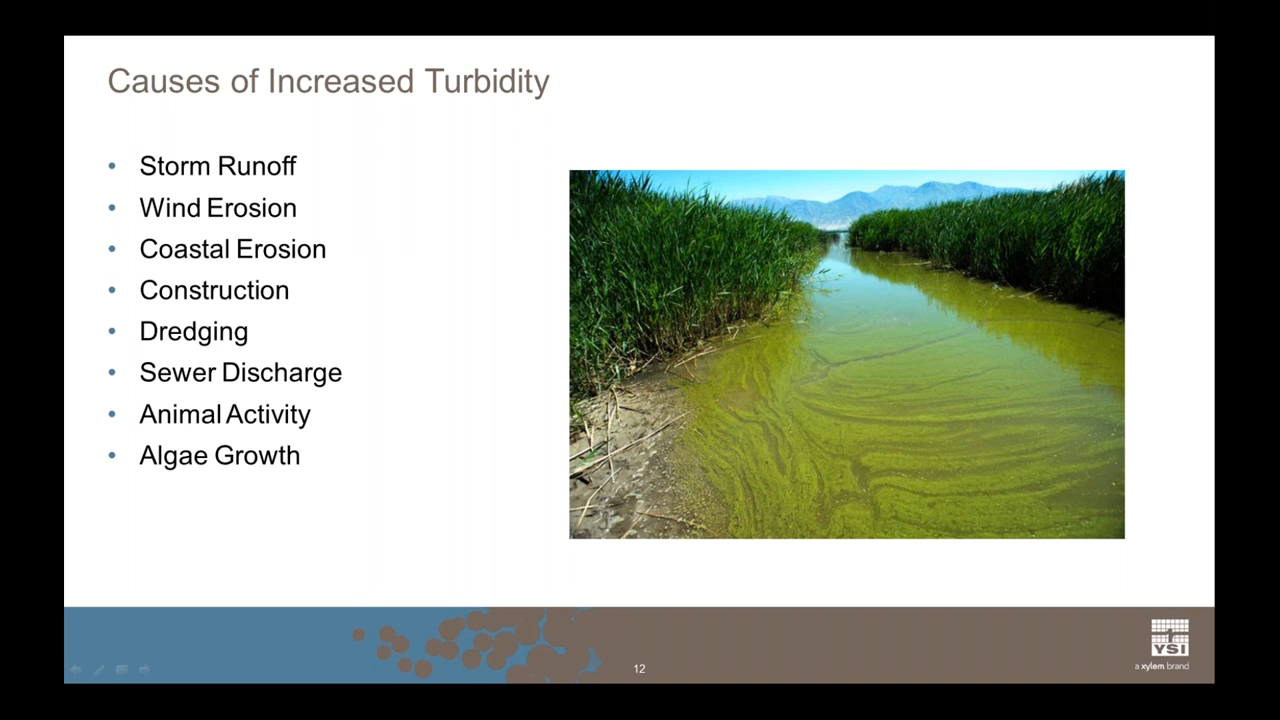 Causes of Increased Turbidity
• Storm Runoff
• Wind Erosion
• Coastal Erosion
• Construction
• Dredging
• Sewer Discharge
• Animal Activity
• Algae Growth
12
YSI
a xylem brand